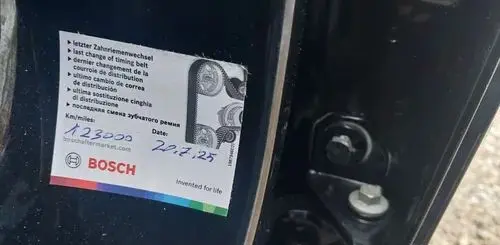 ▸ letzter Zahnriemenwechsel
▸ last change of timing belt
▸ dernier changement de la
courroie de distribution
▸ ultimo cambio de correa
de distribución
▸ ultima sostituzione cinghia
di distribuzione
▸ последняя смена зубчатого ремня
Km/miles: Date:
123000 20.7.25
boschaftermarket.com
BOSCH
Invented for life